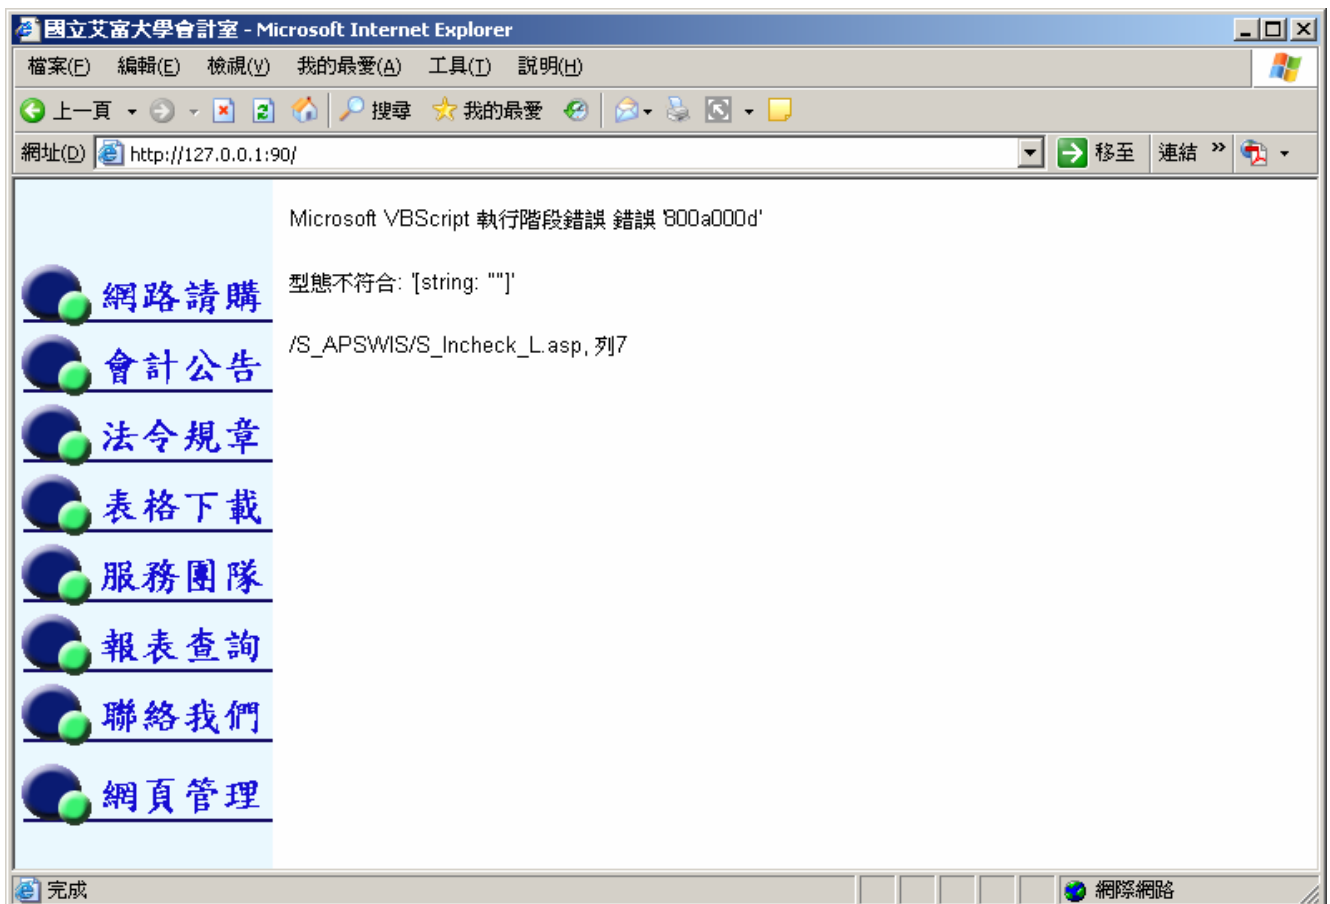 國立艾富大學會計室 - Microsoft Internet Explorer
檔案(F) 編輯(E) 檢視(V) 我的最愛(A) 工具(T) 說明(H)
上一頁 搜尋 我的最愛
網址(D) http://127.0.0.1:90/ 移至 連結 »
Microsoft VBScript 執行階段錯誤 錯誤 '800a000d'
型態不符合: '[string: ""]'
/S_APSWIS/S_Incheck_L.asp, 列7
網路請購
會計公告
法令規章
表格下載
服務團隊
報表查詢
聯絡我們
網頁管理
完成 網際網路